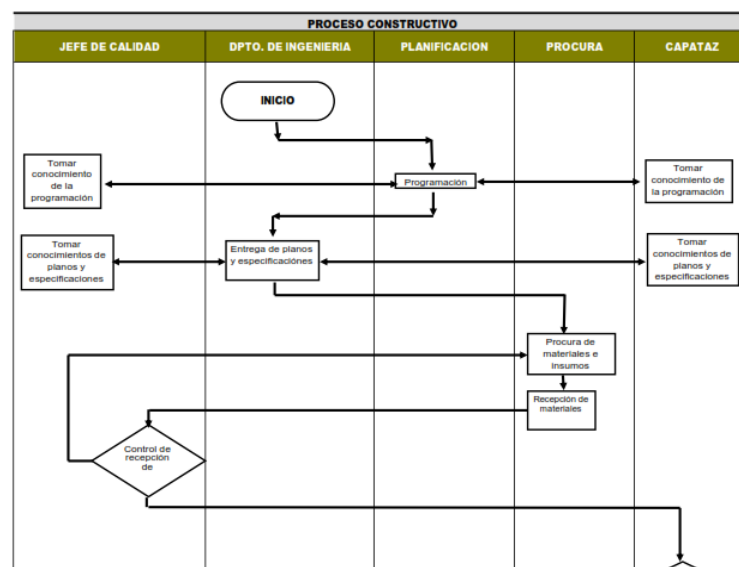 PROCESO CONSTRUCTIVO
JEFE DE CALIDAD
DPTO. DE INGENIERIA
PLANIFICACION
PROCURA
CAPATAZ
INICIO
Tomar
conocimiento
de la
programación
Programación
Tomar
conocimiento de
la programación
Tomar
conocimientos de
planos y
especificaciones
Entrega de planos
y especificaciónes
Tomar
conocimientos de
planos y
especificaciones
Procura de
materiales e
insumos
Recepción de
materiales
Control de
recepción
de